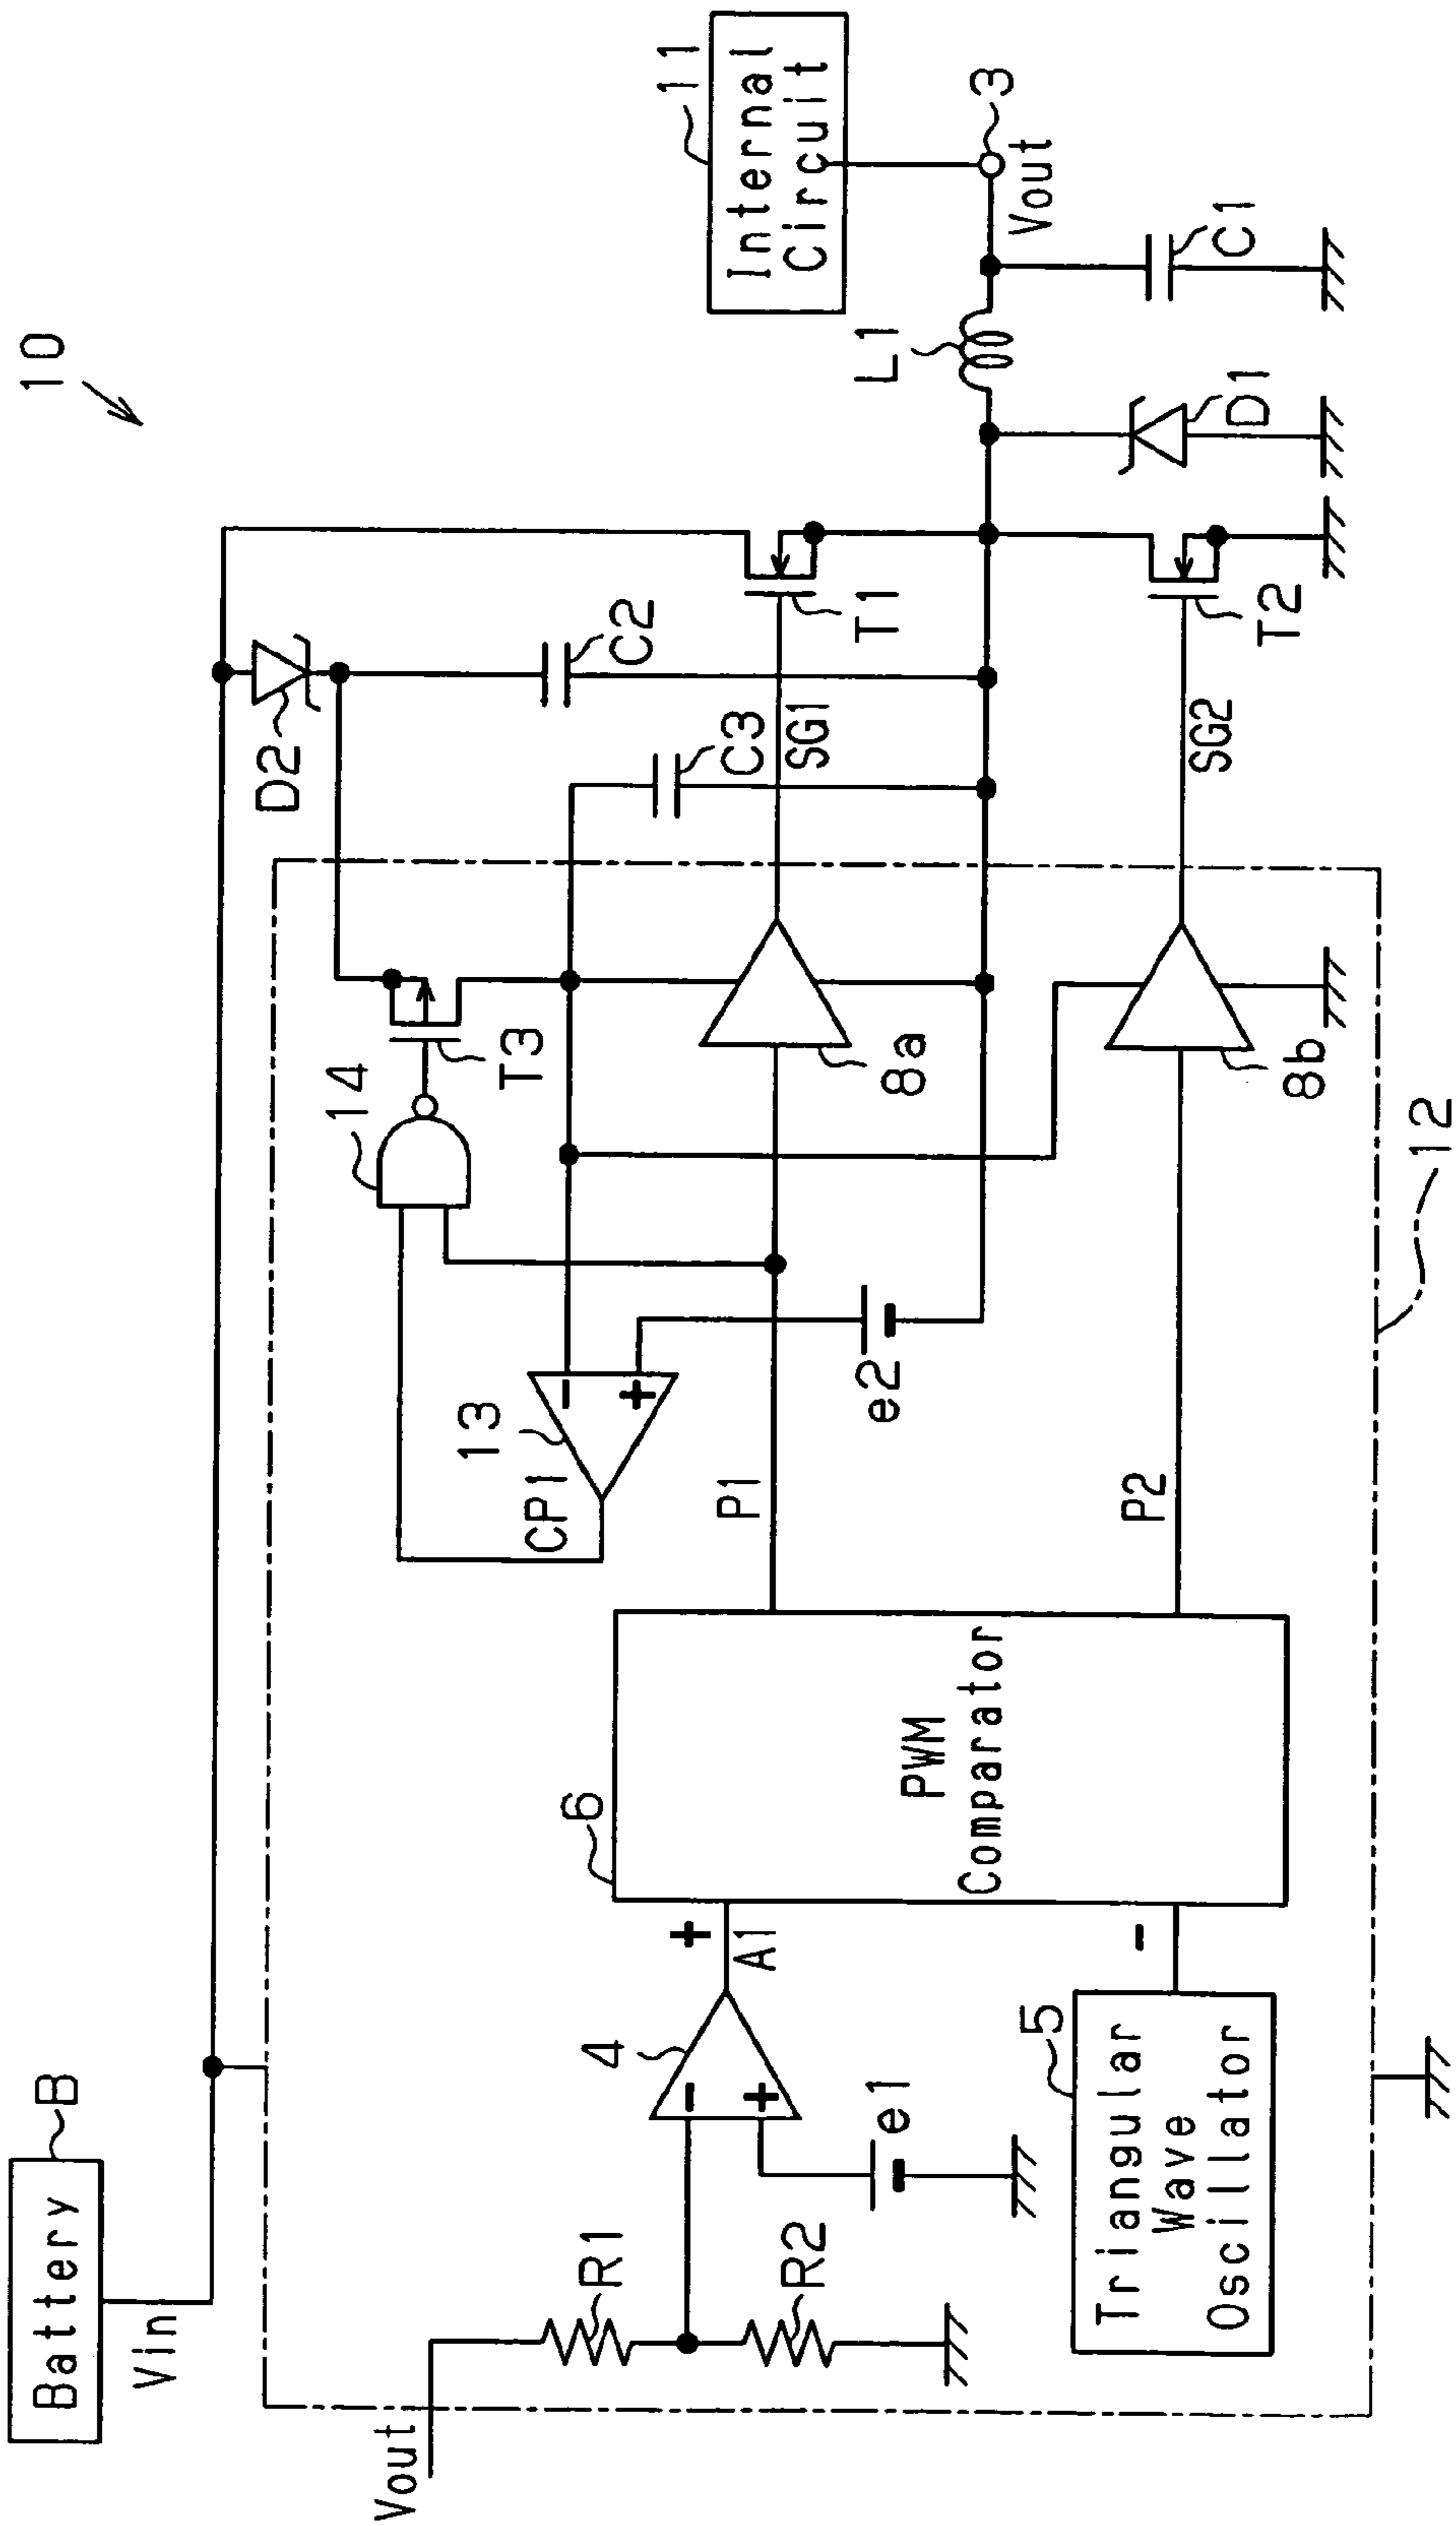 10
Battery
B
Vin
D2
C2
C3
11
Internal
Circuit
3
Vout
L1
C1
D1
T1
T2
SG1
SG2
T3
14
13
CP1
8a
8b
e2
P1
P2
12
6
PWM
Comparator
+
A1
-
4
-
+
-
+
e1
5
Triangular
Wave
Oscillator
R1
R2
Vout